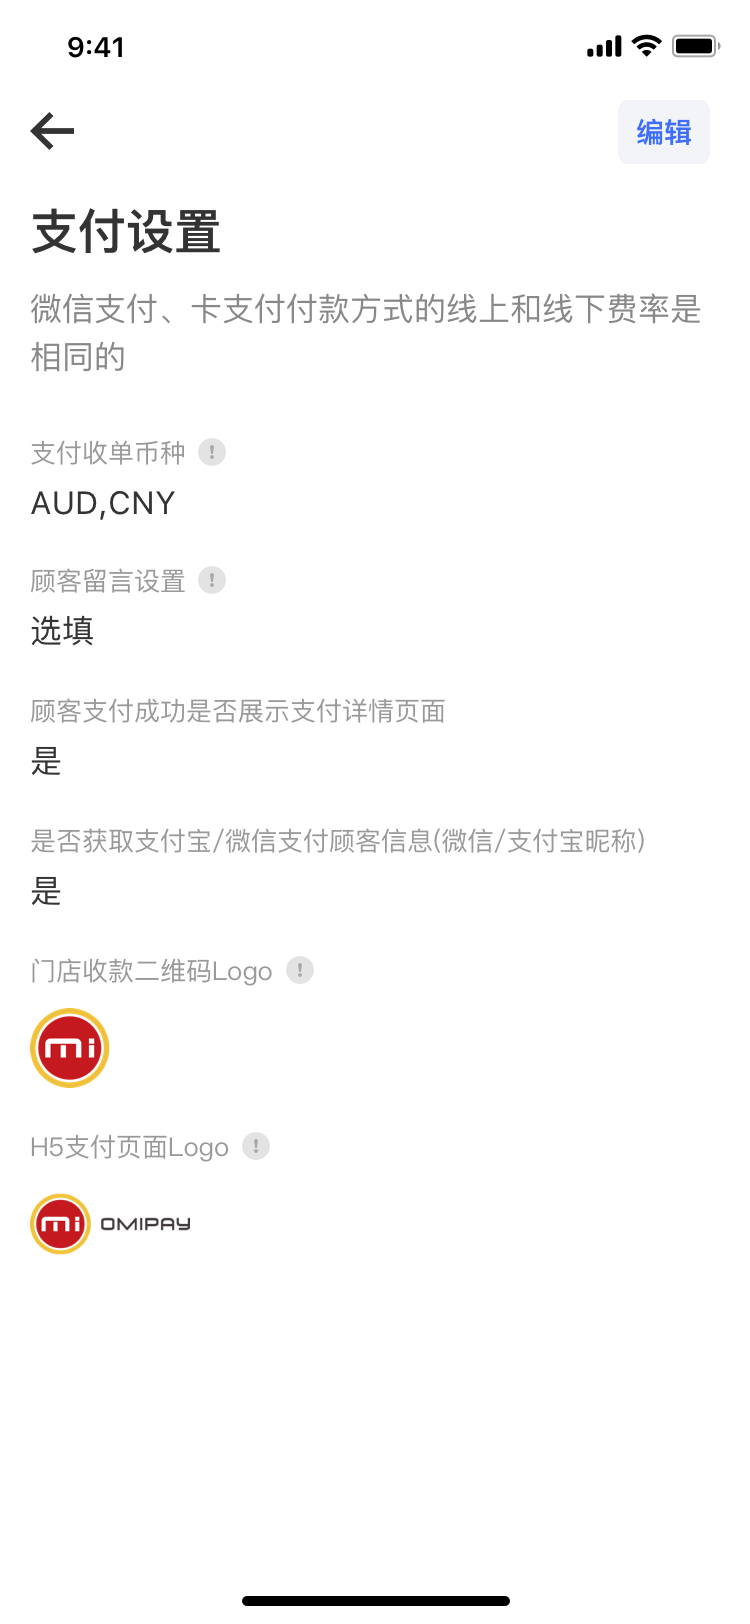 9:41
编辑
支付设置
微信支付、卡支付付款方式的线上和线下费率是
相同的
支付收单币种
AUD,CNY
顾客留言设置
选填
顾客支付成功是否展示支付详情页面
是
是否获取支付宝/微信支付顾客信息(微信/支付宝昵称)
是
门店收款二维码Logo
mi
H5支付页面Logo
mi OMIPAY